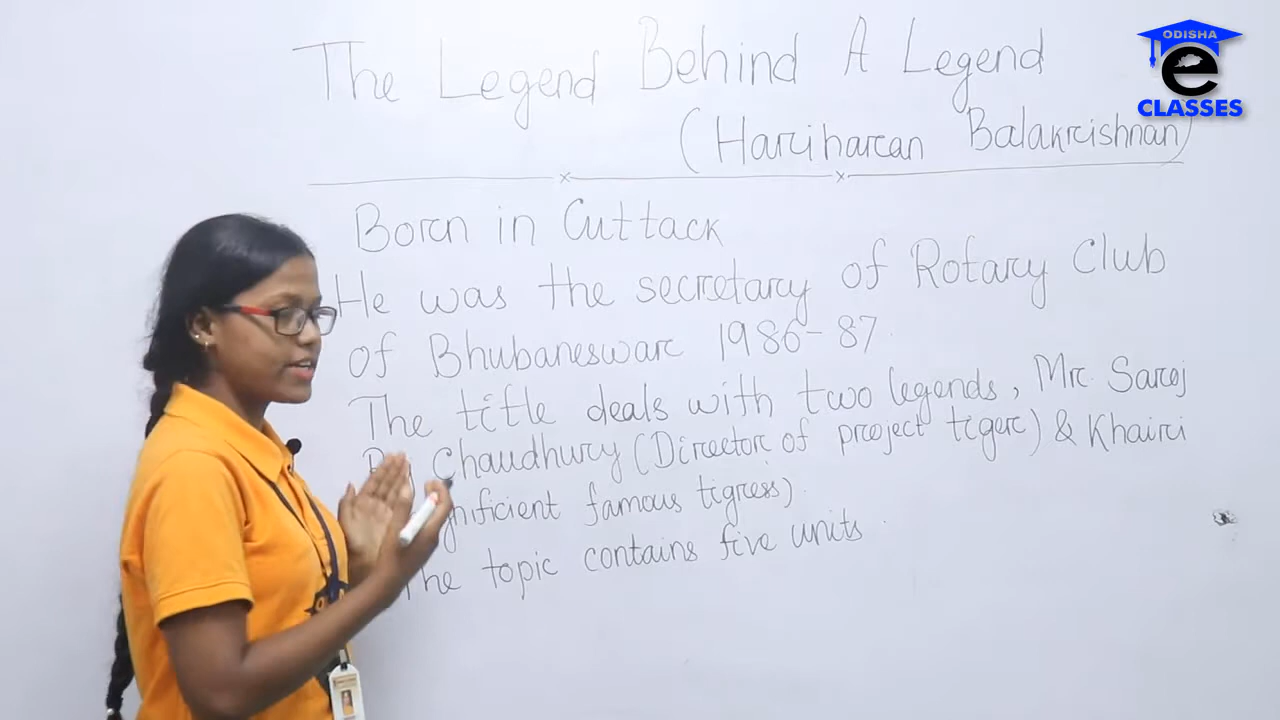 The Legend Behind A Legend
(Hariharan Balakrishnan)
Born in Cuttack
He was the secretary of Rotary Club
of Bhubaneswar 1986-87.
The title deals with two legends, Mr. Saroj
Chaudhury (Director of project tiger) & Khairi
gnificient famous tigress).
The topic contains five units.
ODISHA
e
CLASSES